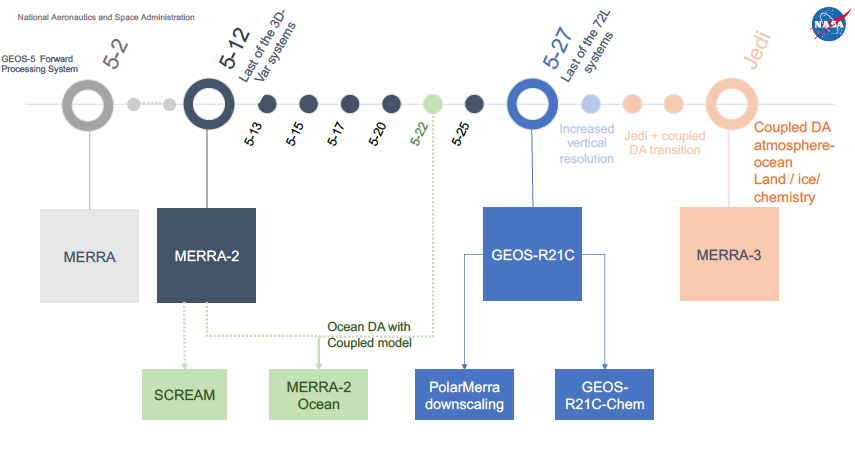 National Aeronautics and Space Administration
NASA
GEOS-5 Forward
Processing System
5-2
5-12
Last of the 3D-
Var systems
5-27
Last of the 72L
systems
Jedi
5-13
5-15
5-17
5-20
5-22
5-25
Increased
vertical
resolution
Jedi + coupled
DA transition
Coupled DA
atmosphere-
ocean
Land / ice/
chemistry
MERRA
MERRA-2
GEOS-R21C
MERRA-3
Ocean DA with
Coupled model
SCREAM
MERRA-2
Ocean
PolarMerra
downscaling
GEOS-
R21C-Chem